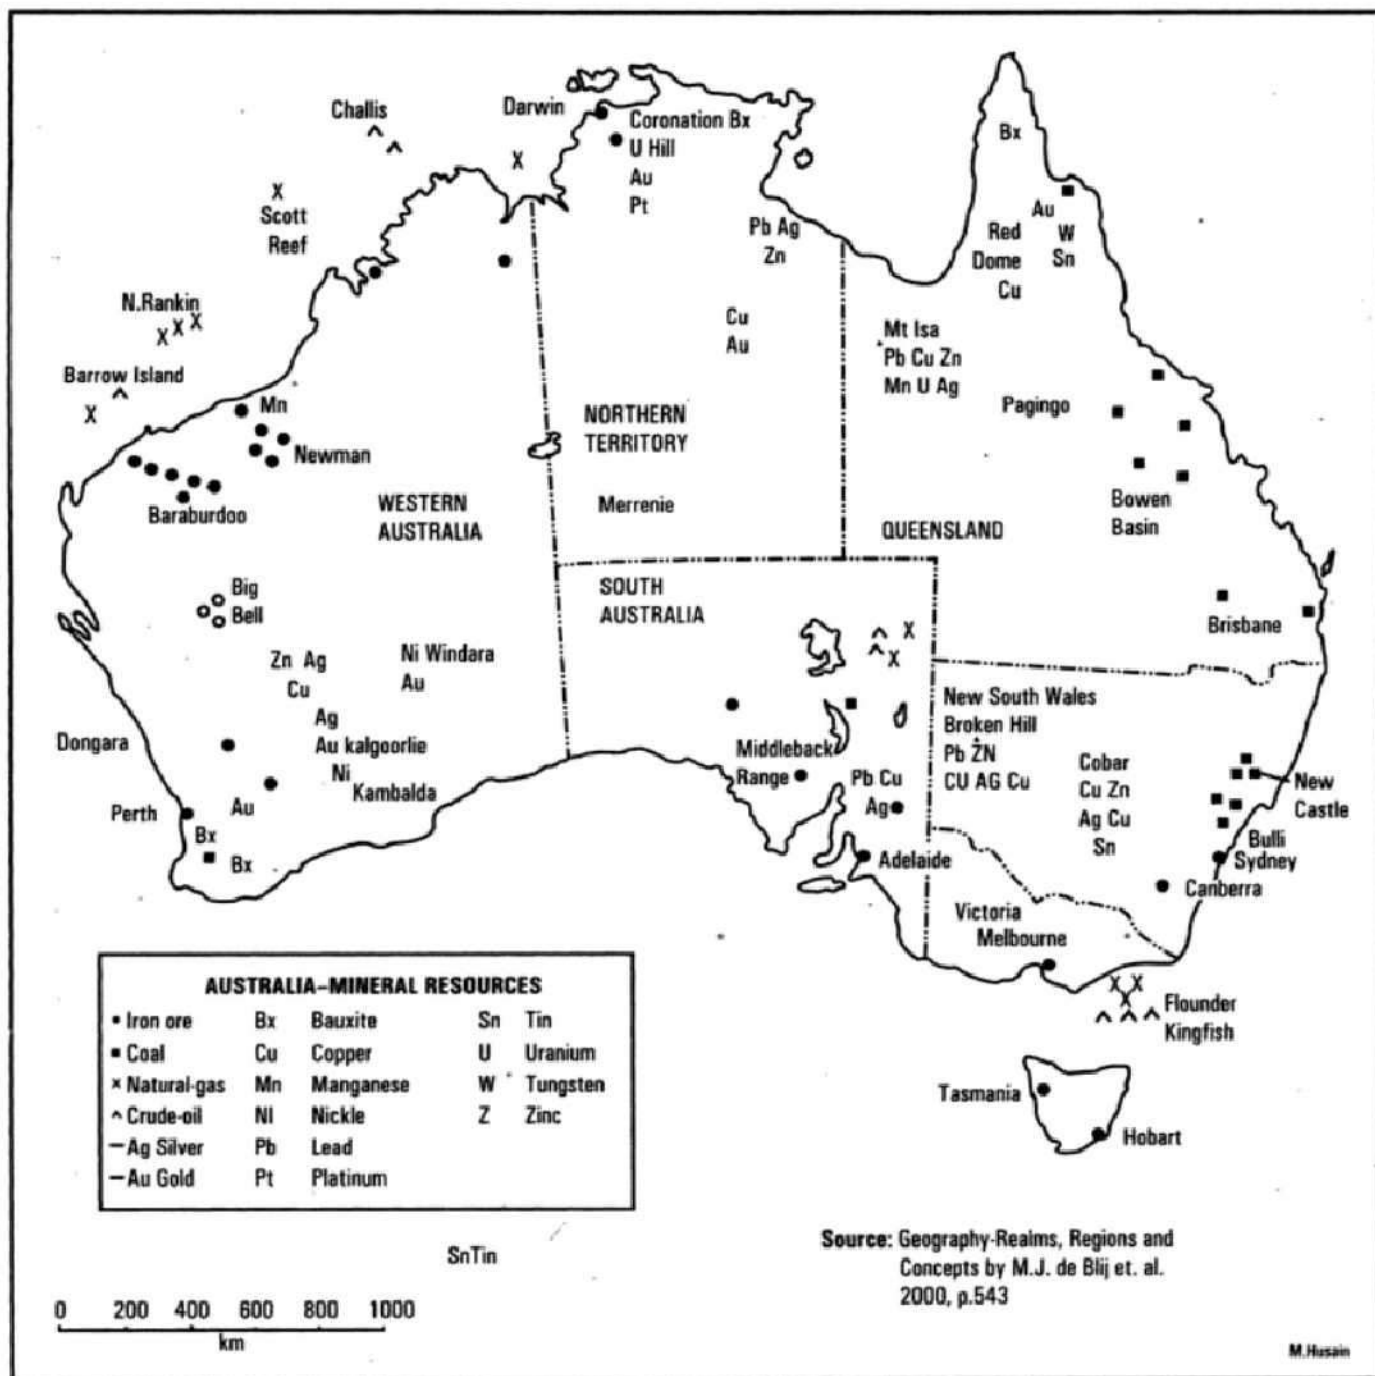 Challis
Darwin
Coronation Bx
U Hill
Au
Pt
Bx
Scott
Reef
Pb Ag
Zn
Au
W
Sn
Red
Dome
Cu
N.Rankin
Cu
Au
Mt Isa
Pb Cu Zn
Mn U Ag
Barrow Island
Mn
Newman
NORTHERN
TERRITORY
Pagingo
Baraburdoo
WESTERN
AUSTRALIA
Merrenie
QUEENSLAND
Bowen
Basin
Big
Bell
SOUTH
AUSTRALIA
Brisbane
Zn Ag
Cu
Ni Windara
Au
Ag
Au kalgoorlie
Ni
Kambalda
Dongara
Perth
Au
Bx
Bx
Middleback
Range
Pb Cu
Ag
Adelaide
New South Wales
Broken Hill
Pb ZN
CU AG Cu
Cobar
Cu Zn
Ag Cu
Sn
New
Castle
Bulli
Sydney
Canberra
Victoria
Melbourne
Flounder
Kingfish
Tasmania
Hobart
AUSTRALIA–MINERAL RESOURCES
Iron ore Bx Bauxite Sn Tin
Coal Cu Copper U Uranium
x Natural-gas Mn Manganese W Tungsten
^ Crude-oil NI Nickle Z Zinc
—Ag Silver Pb Lead
—Au Gold Pt Platinum
SnTin
0 200 400 600 800 1000
km
Source: Geography-Realms, Regions and
Concepts by M.J. de Blij et. al.
2000, p.543
M.Husain